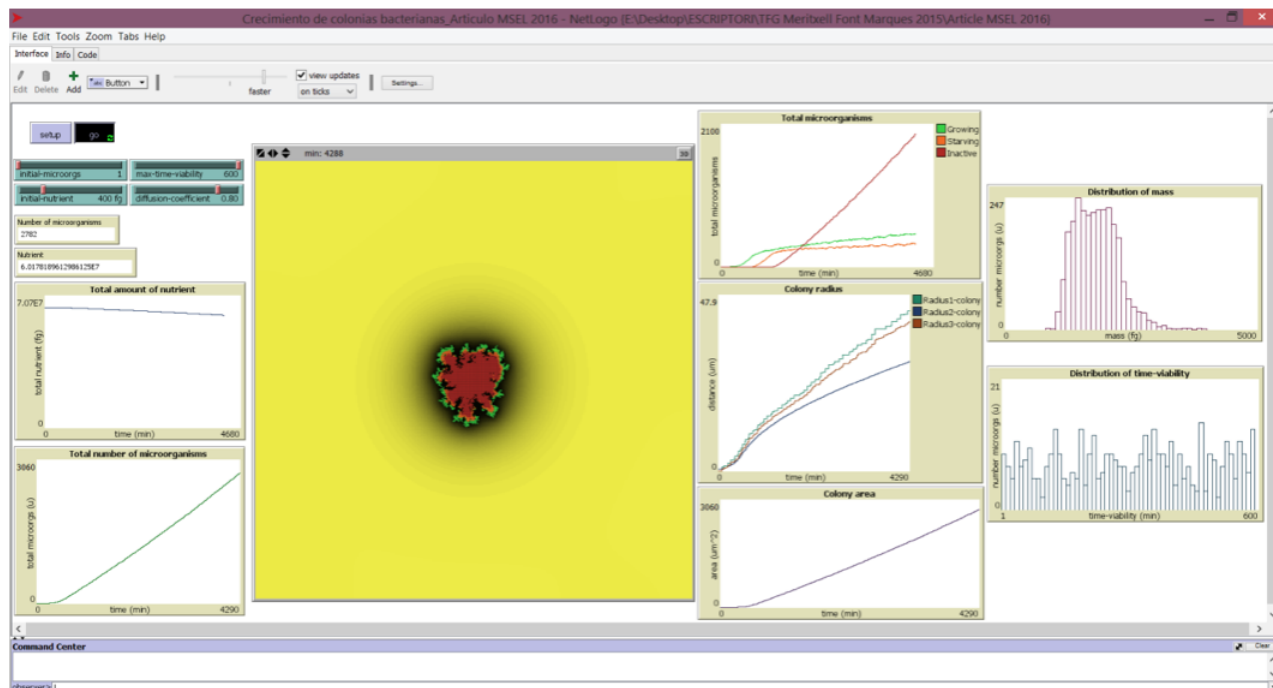 Crecimiento de colonias bacterianas_Articulo MSEL 2016 - NetLogo {E:\Desktop\ESCRIPTORI\TFG Meritxell Font Marques 2015\Article MSEL 2016}
File Edit Tools Zoom Tabs Help
Interface Info Code
Edit Delete Add
Button
faster
view updates
on ticks
Settings...
setup go
initial-microorgs 1
max-time-viability 600
initial-nutrient 400 fg
diffusion-coefficient 0.80
Number of microorganisms
2782
Nutrient
6.0178189612986125E7
Total amount of nutrient
7.07E7
total nutrient (fg)
0
0 time (min) 4680
Total number of microorganisms
3060
total microorgs (u)
0
0 time (min) 4290
min: 4288
3D
Total microorganisms
2100
total microorganisms
0
0 time (min) 4680
Growing
Starving
Inactive
Colony radius
47.9
distance (um)
0
0 time (min) 4290
Radius1-colony
Radius2-colony
Radius3-colony
Colony area
3060
area (um^2)
0
0 time (min) 4290
Distribution of mass
247
number microorgs (u)
0
0 mass (fg) 5000
Distribution of time-viability
21
number microorgs (u)
0
1 time-viability (min) 600
Command Center
Clear
observer>